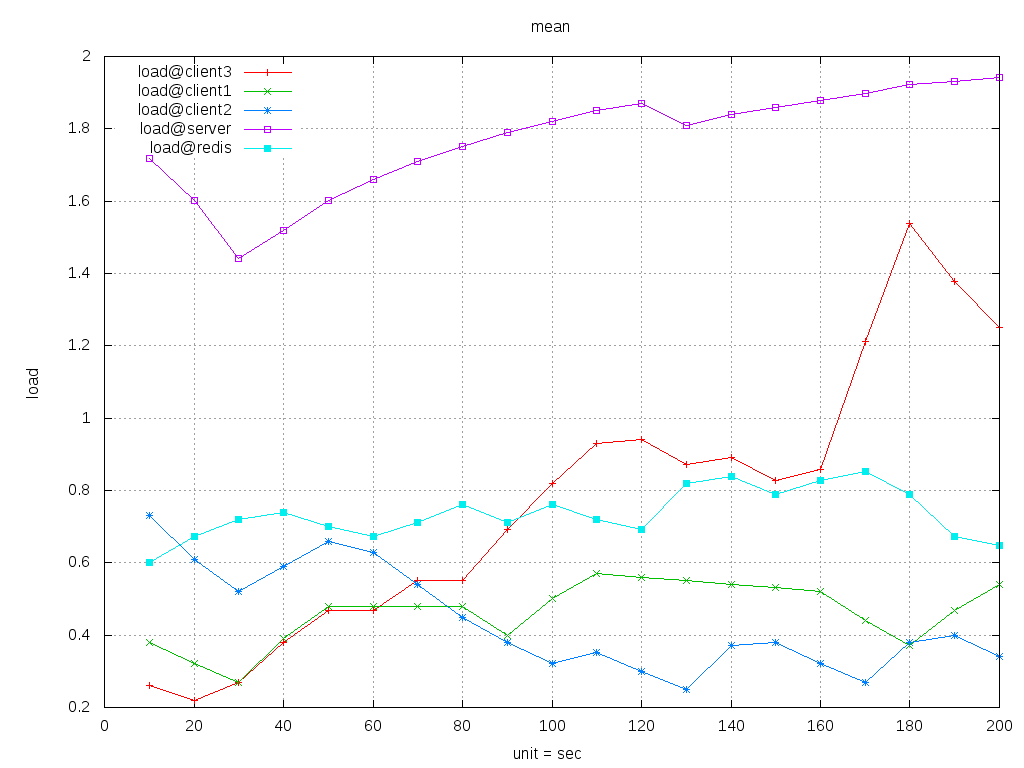 mean
2
load@client3
load@client1
load@client2
1.8
load@server
load@redis
1.6
1.4
1.2
load
1
0.8
0.6
0.4
0.2
0 20 40 60 80 100 120 140 160 180 200
unit = sec